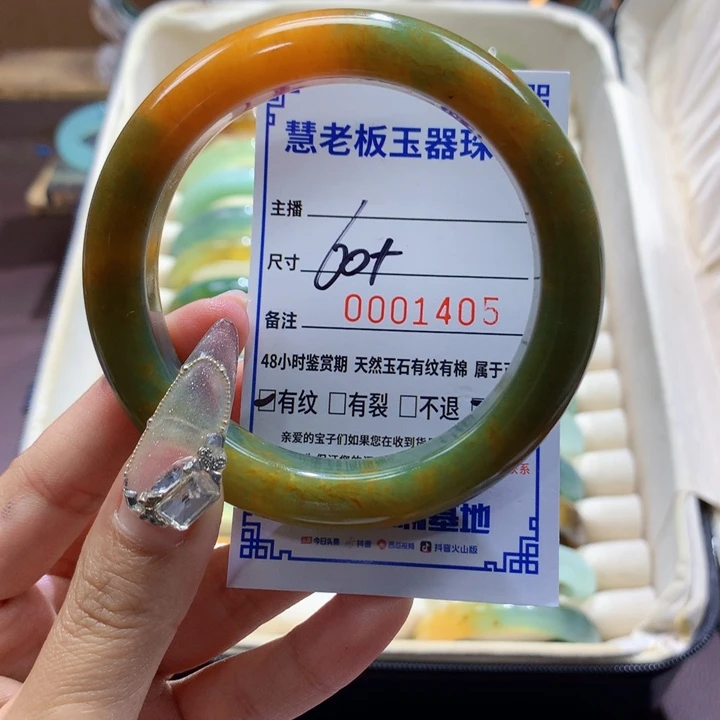 慧老板玉器珠
主播
尺寸 60+
备注 0001405
48小时鉴赏期 天然玉石有纹有棉 属于
☑有纹 □有裂 □不退
亲爱的宝子们如果您在收到货
基地
今日头条 抖音 西瓜视频 抖音火山版